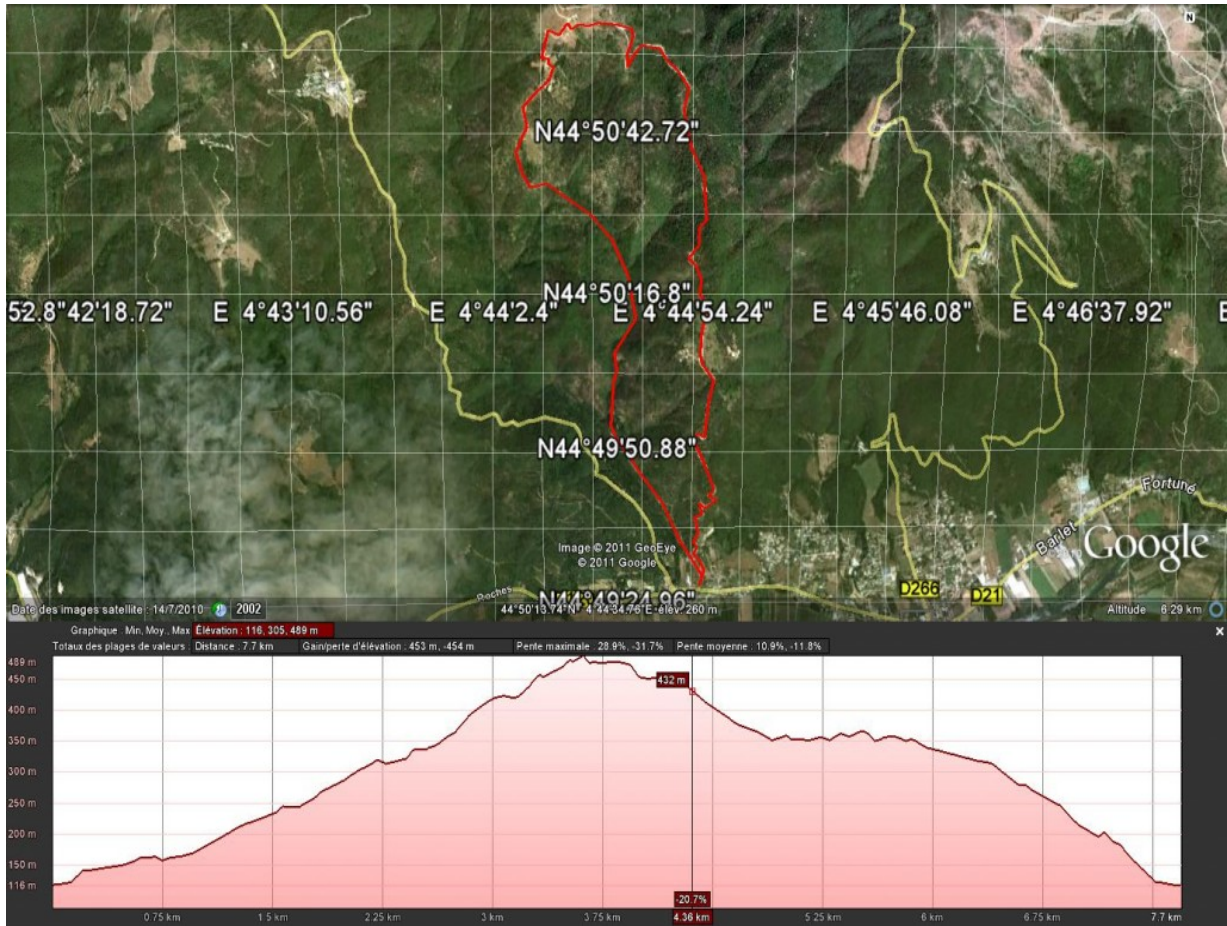 N
N44°50'42.72"
N44°50'16.8"
52.8"42'18.72" E 4°43'10.56" E 4°44'2.4" E 4°44'54.24" E 4°45'46.08" E 4°46'37.92" E
N44°49'50.88"
Fortuné
Barlet
Google
Image © 2011 GeoEye
© 2011 Google
D266
D21
Roches
N44°49'24.96"
Date des images satellite : 14/7/2010 2002
44°50'13.74"N 4°44'34.76"E élév. 260 m
Altitude 6.29 km
Graphique : Min, Moy., Max Élévation : 116, 305, 489 m
Totaux des plages de valeurs : Distance : 7.7 km Gain/perte d'élévation : 453 m, -454 m Pente maximale : 28.9%, -31.7% Pente moyenne : 10.9%, -11.8%
489 m
450 m
400 m
350 m
300 m
250 m
200 m
150 m
116 m
432 m
-20.7%
0.75 km 1.5 km 2.25 km 3 km 3.75 km 4.36 km 5.25 km 6 km 6.75 km 7.7 km